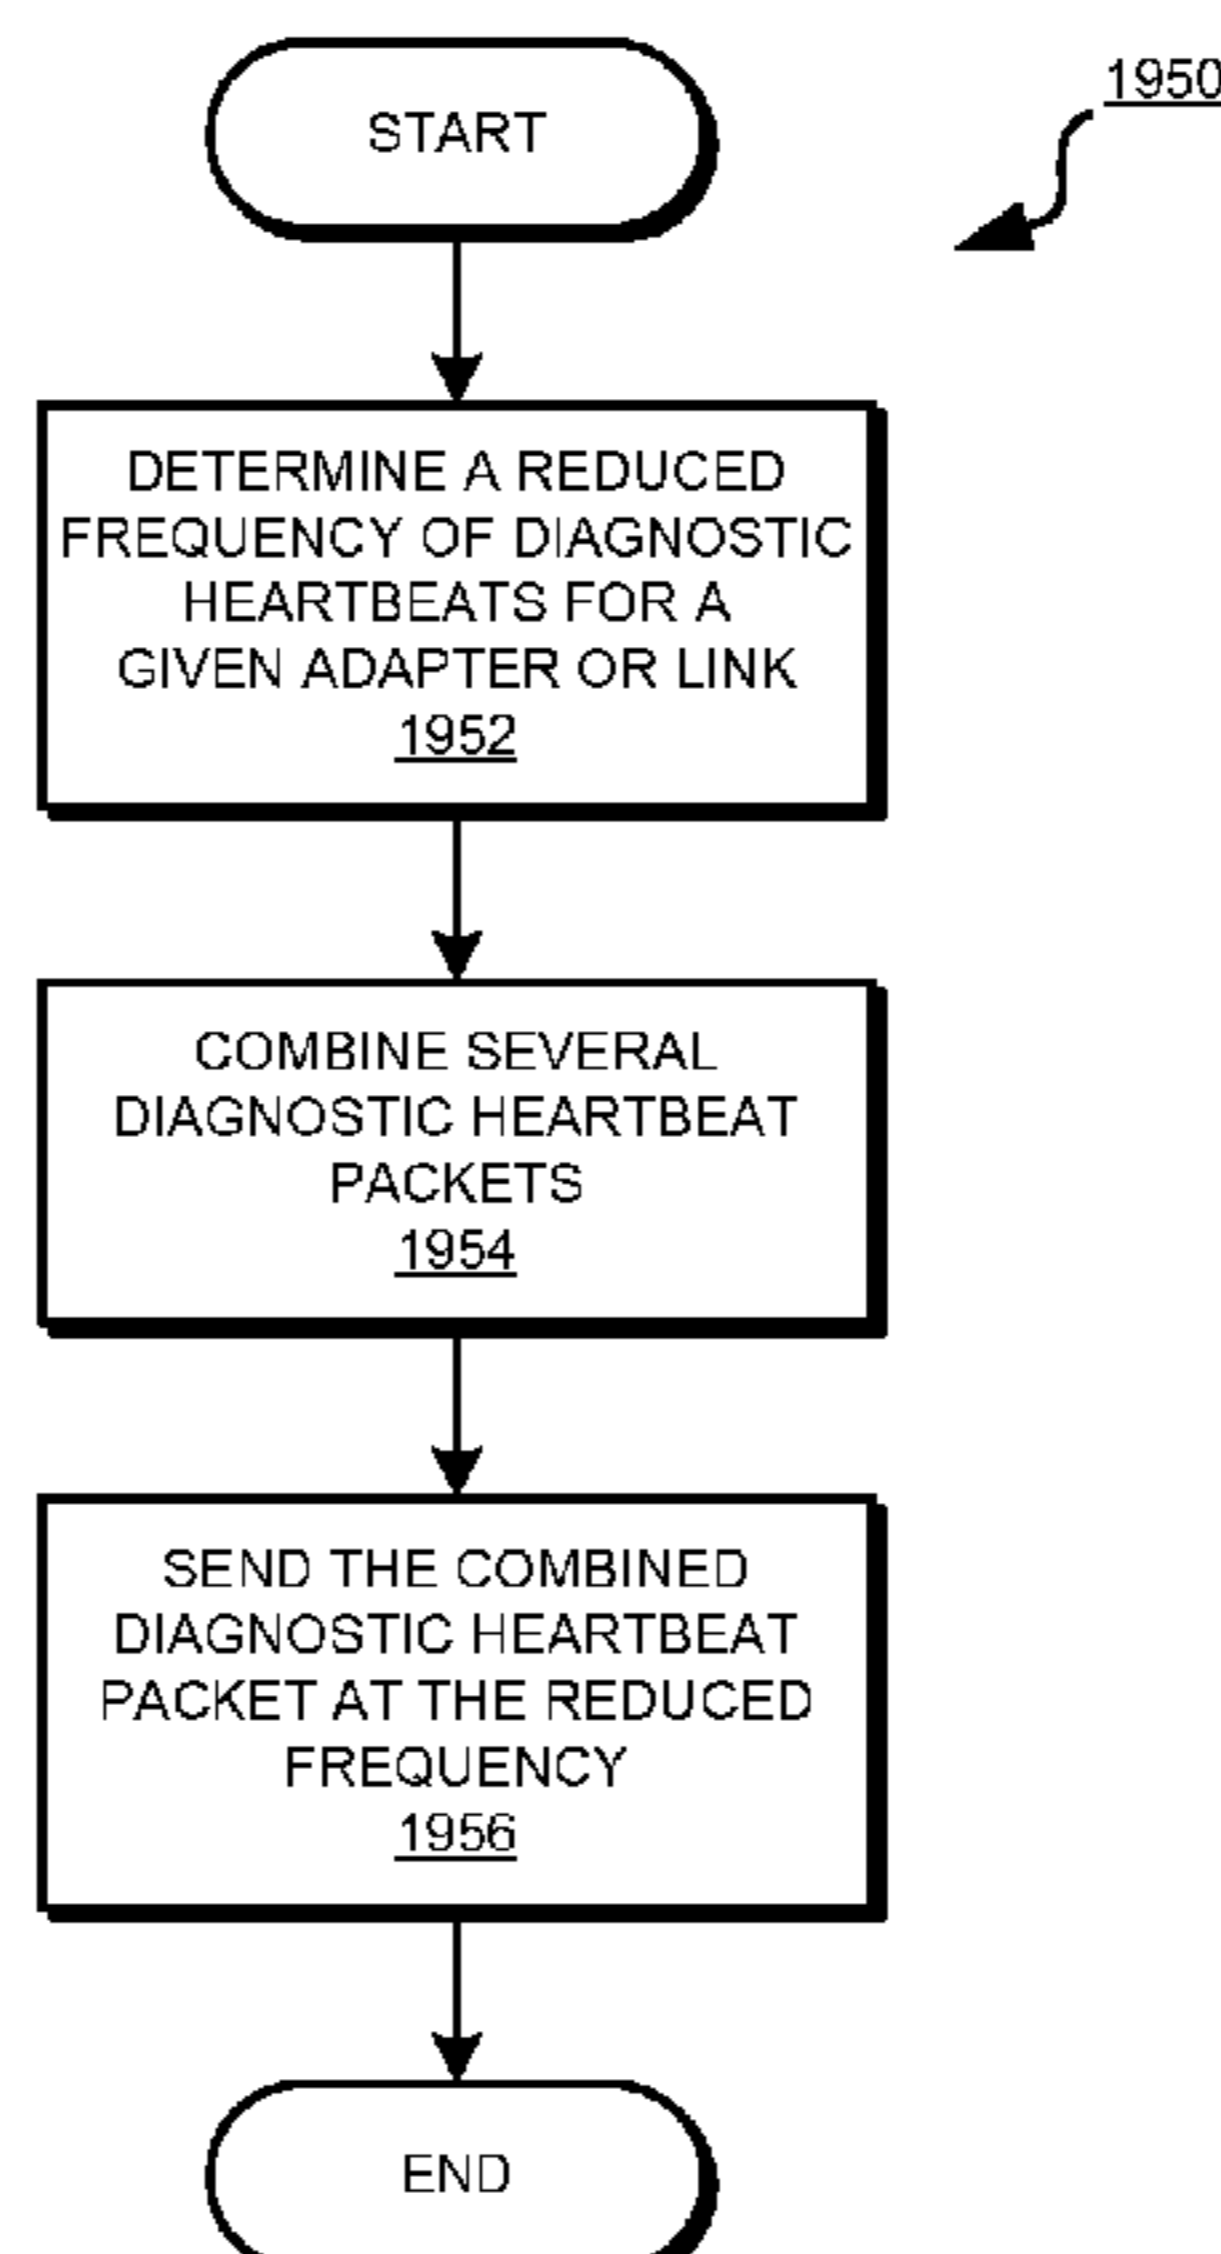 START
1950
DETERMINE A REDUCED
FREQUENCY OF DIAGNOSTIC
HEARTBEATS FOR A
GIVEN ADAPTER OR LINK
1952
COMBINE SEVERAL
DIAGNOSTIC HEARTBEAT
PACKETS
1954
SEND THE COMBINED
DIAGNOSTIC HEARTBEAT
PACKET AT THE REDUCED
FREQUENCY
1956
END